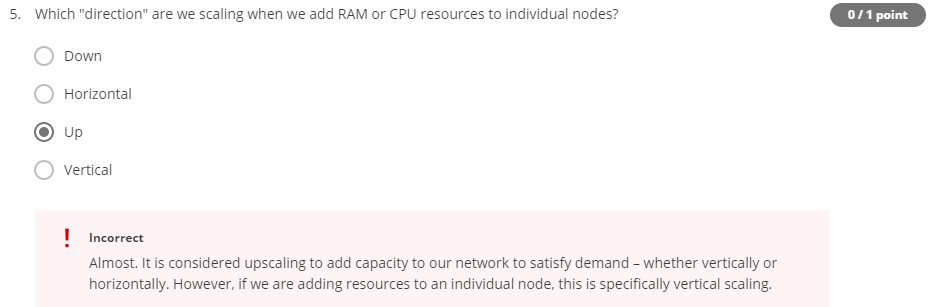 5. Which "direction" are we scaling when we add RAM or CPU resources to individual nodes?
0 / 1 point
Down
Horizontal
Up
Vertical
! Incorrect
Almost. It is considered upscaling to add capacity to our network to satisfy demand – whether vertically or
horizontally. However, if we are adding resources to an individual node, this is specifically vertical scaling.